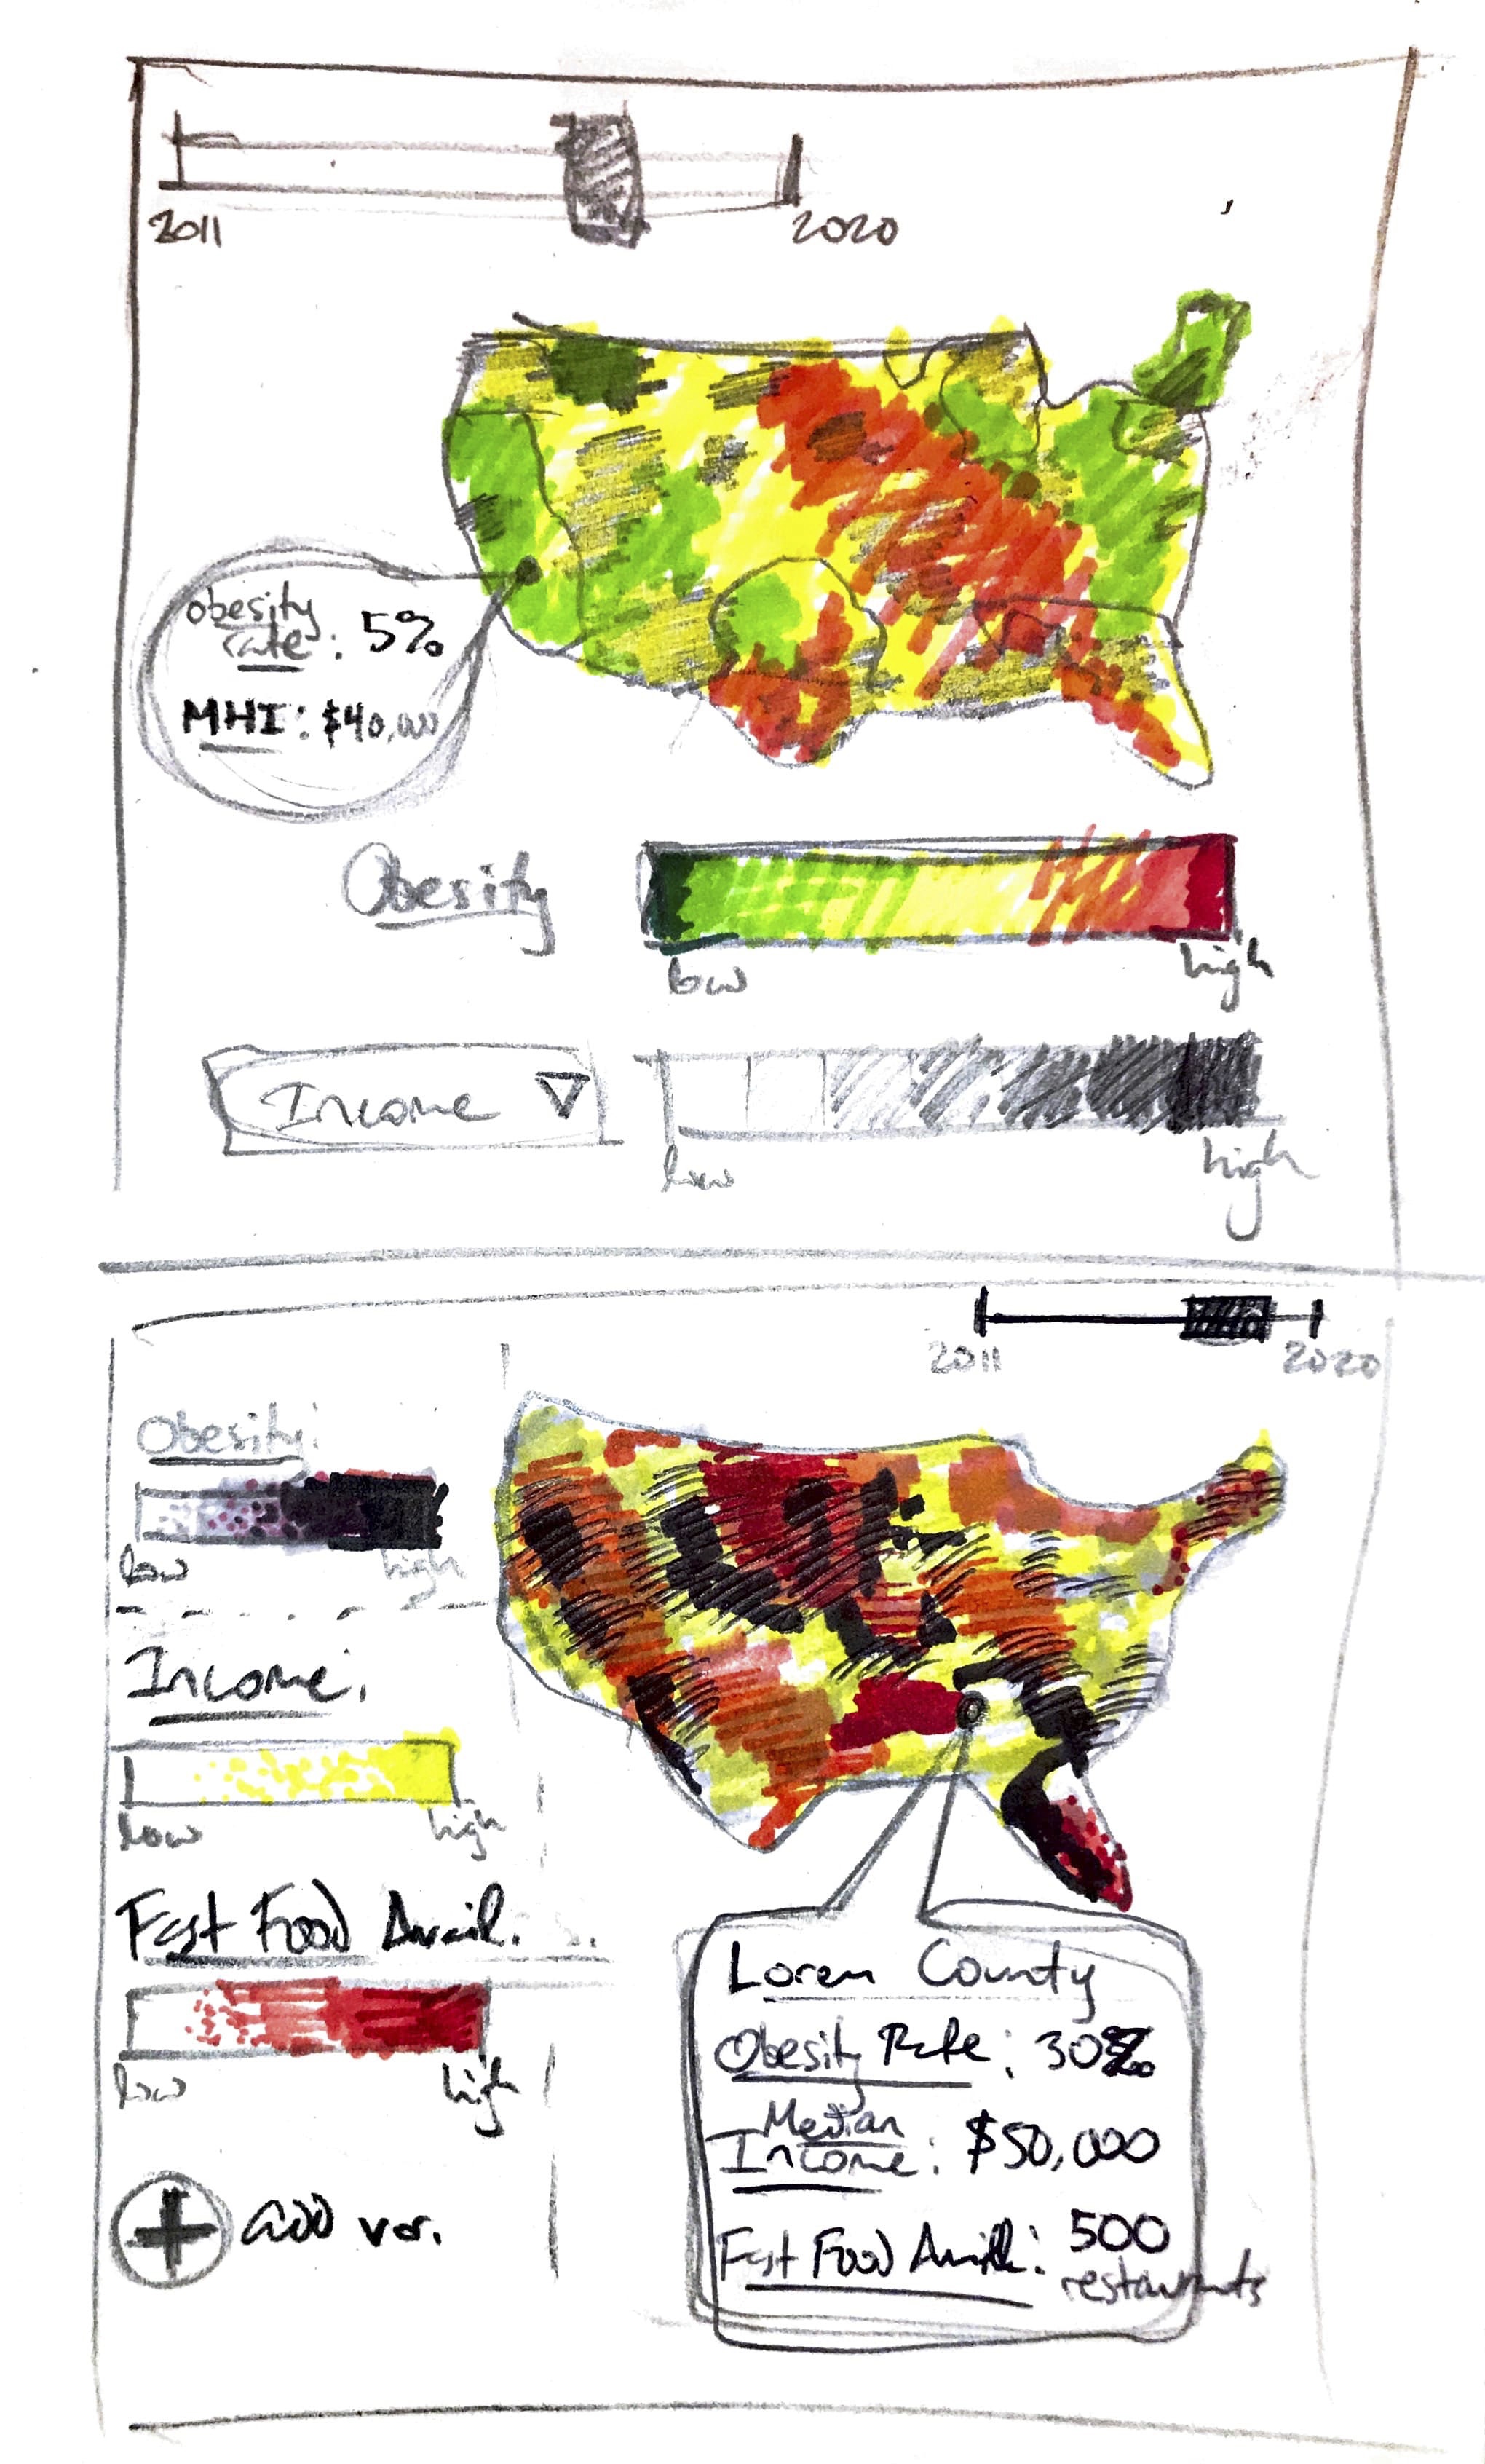 2011
2020
obesity
rate: 5%
MHI: $40,000
Obesity
low
high
Income
low
high
2011
2020
Obesity:
low
high
Income:
low
high
Fast Food Avail.
low
high
+ add var.
Loren County
Obesity Rate: 30%
Median
Income: $50,000
Fast Food Avail: 500
restaurants